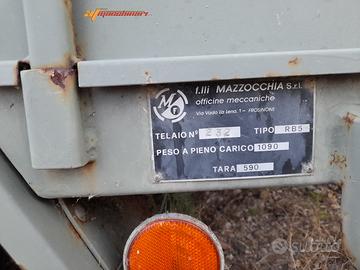 f.lli MAZZOCCHIA S.r.l.
officine meccaniche
Via Vado La Lena, 1 - FROSINONE
TELAIO N° 232 TIPO RB5
PESO A PIENO CARICO 1090
TARA 590
subito